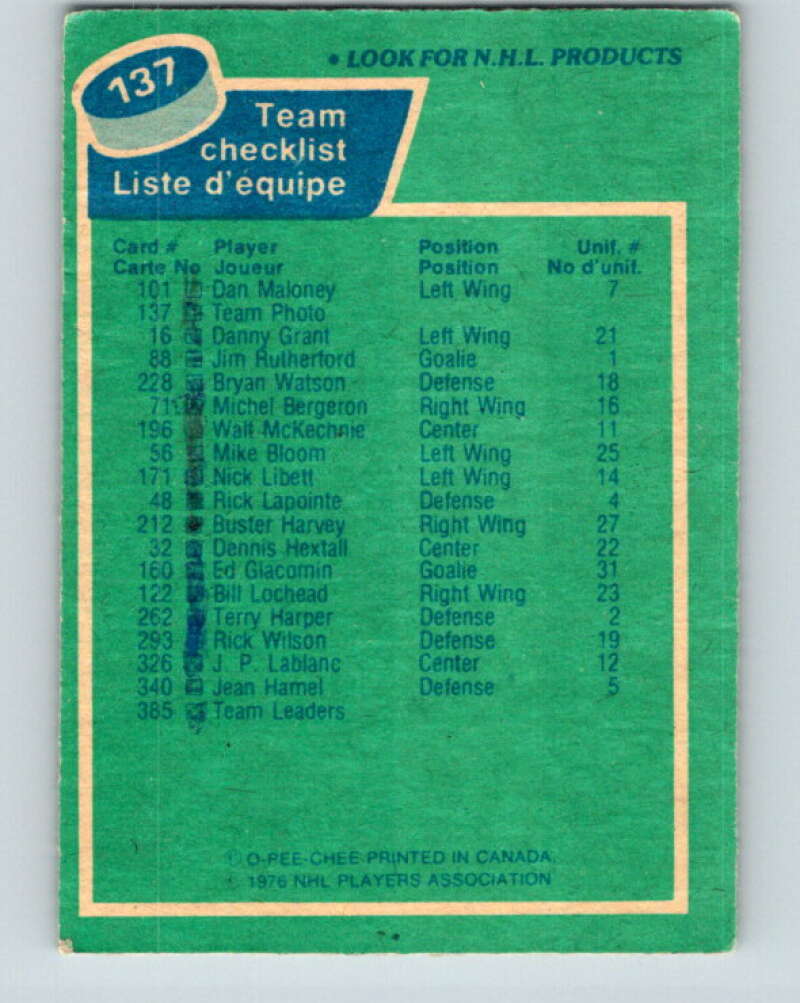 137
• LOOK FOR N.H.L. PRODUCTS
Team
checklist
Liste d'équipe
Card # Player Position Unif. #
Carte No Joueur Position No d'unif.
101 Dan Maloney Left Wing 7
137 Team Photo
16 Danny Grant Left Wing 21
88 Jim Rutherford Goalie 1
228 Bryan Watson Defense 18
71 Michel Bergeron Right Wing 16
196 Walt McKechnie Center 11
56 Mike Bloom Left Wing 25
171 Nick Libett Left Wing 14
48 Rick Lapointe Defense 4
212 Buster Harvey Right Wing 27
32 Dennis Hextall Center 22
160 Ed Giacomin Goalie 31
122 Bill Lochead Right Wing 23
262 Terry Harper Defense 2
293 Rick Wilson Defense 19
326 J. P. Lablanc Center 12
340 Jean Hamel Defense 5
385 Team Leaders
© O-PEE-CHEE PRINTED IN CANADA.
© 1976 NHL PLAYERS ASSOCIATION